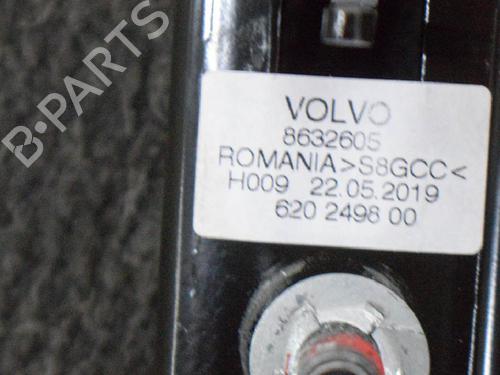 VOLVO
8632605
ROMANIA>S8GCC<
H009 22.05.2019
620 2498 00
B-PARTS